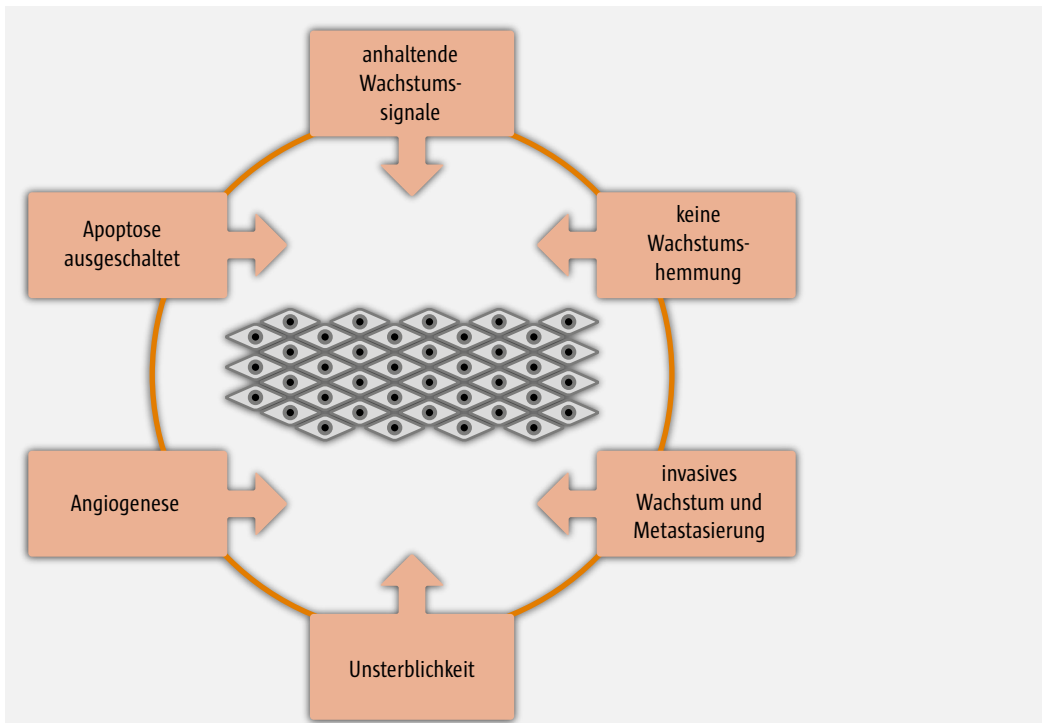 anhaltende
Wachstums-
signale
Apoptose
ausgeschaltet
keine
Wachstums-
hemmung
Angiogenese
invasives
Wachstum und
Metastasierung
Unsterblichkeit